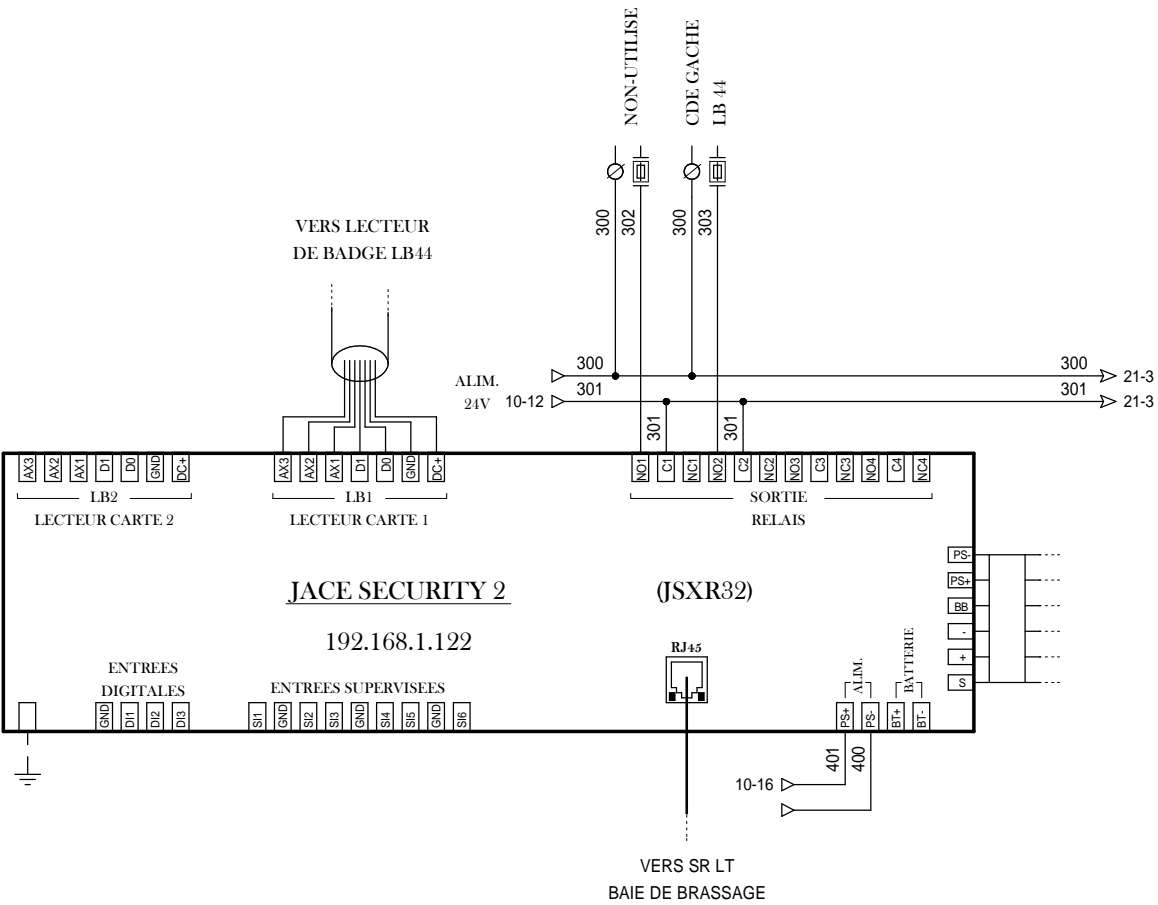 NON-UTILISE
CDE GACHE
LB 44
300
302
300
303
VERS LECTEUR
DE BADGE LB44
300
300
21-3
ALIM.
24V
10-12
301
301
21-3
301
301
AX3
AX2
AX1
D1
D0
GND
DC+
AX3
AX2
AX1
D1
D0
GND
DC+
NO1
C1
NC1
NO2
C2
NC2
NO3
C3
NC3
NO4
C4
NC4
LB2
LECTEUR CARTE 2
LB1
LECTEUR CARTE 1
SORTIE
RELAIS
JACE SECURITY 2
(JSXR32)
192.168.1.122
RJ45
PS-
PS+
BB
-
+
S
ENTREES
DIGITALES
ENTREES SUPERVISEES
ALIM.
BATTERIE
GND
DI1
DI2
DI3
SI1
GND
SI2
SI3
GND
SI4
SI5
GND
SI6
PS+
PS-
BT+
BT-
401
400
10-16
VERS SR LT
BAIE DE BRASSAGE